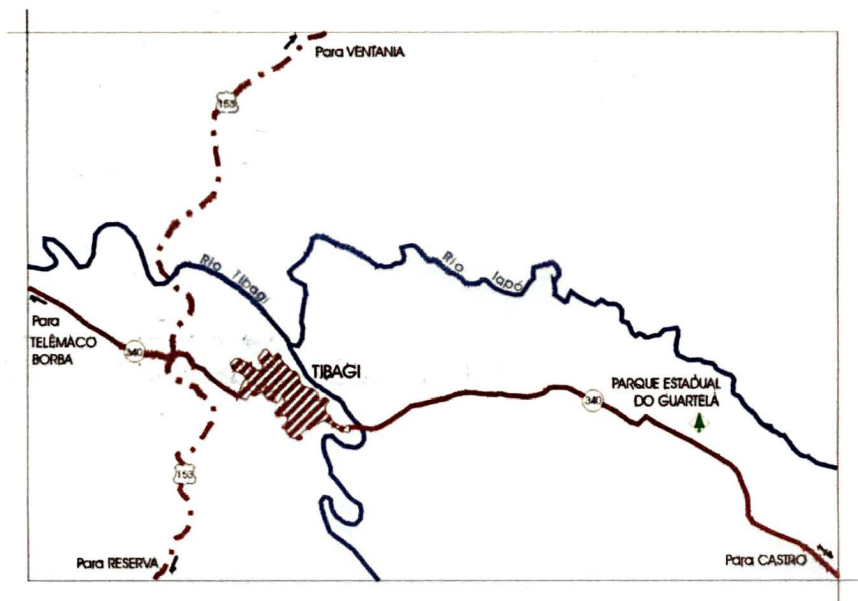 Para VENTANIA
153
Rio Tibagi
Rio Iapó
Para
TELÊMACO
BORBA
340
TIBAGI
PARQUE ESTADUAL
DO GUARTELÁ
340
153
Para RESERVA
Para CASTRO